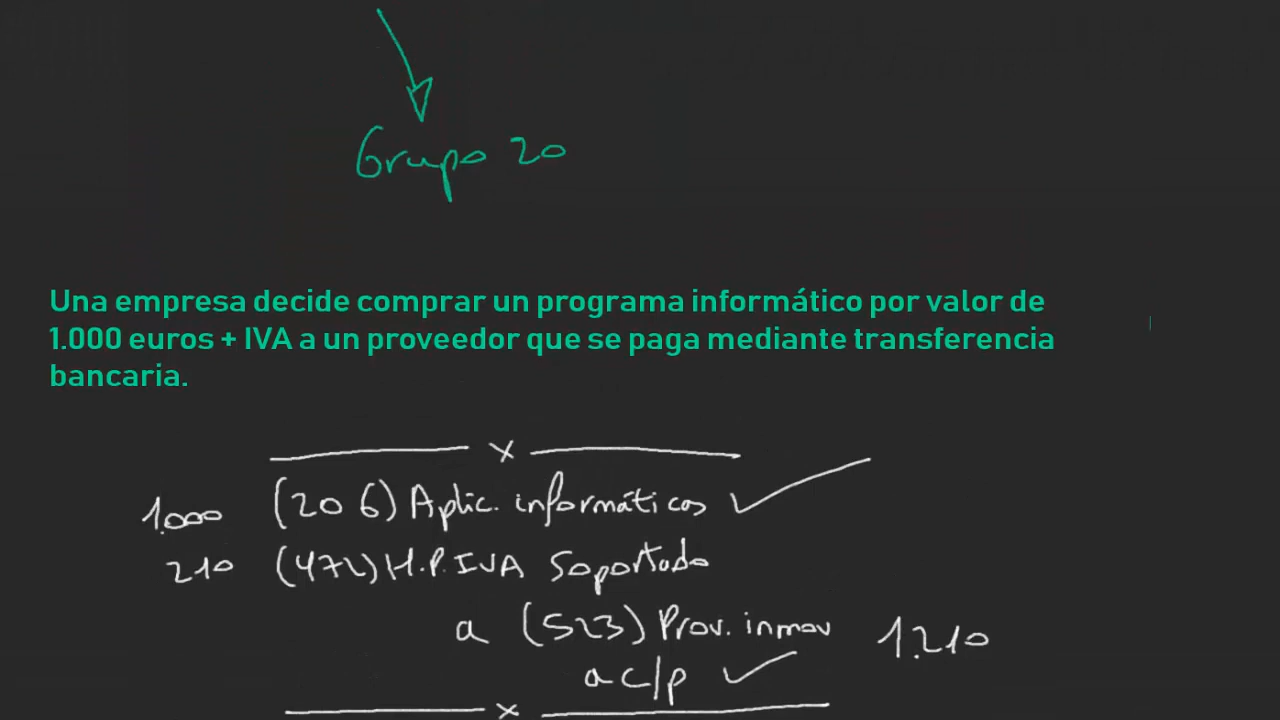 Grupo 20
Una empresa decide comprar un programa informático por valor de
1.000 euros + IVA a un proveedor que se paga mediante transferencia
bancaria.
x
1.000 (206) Aplic. informáticas
210 (472) H.P. IVA Soportado
a (523) Prov. inmov 1.210
a c/p
x